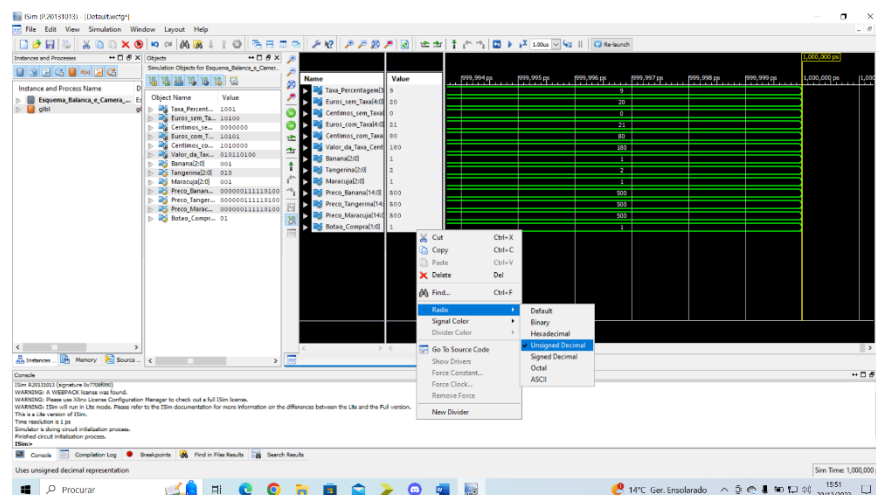 ISim (P.20131013) - [Default.wcfg*]
File Edit View Simulation Window Layout Help
1.00us Re-launch
Instances and Processes
Instance and Process Name D
Esquema_Balanca_e_Camera_... Es
glbl gl
Objects
Simulation Objects for Esquema_Balanca_e_Camer...
Object Name Value
Taxa_Percent... 1001
Euros_sem_Ta... 10100
Centimos_se... 0000000
Euros_com_T... 10101
Centimos_co... 1010000
Valor_da_Tax... 010110100
Banana[2:0] 001
Tangerina[2:0] 010
Maracuja[2:0] 001
Preco_Banan... 000000111110100
Preco_Tanger... 000000111110100
Preco_Marac... 000000111110100
Botao_Compr... 01
Name Value
Taxa_Percentagem[3 9
Euros_sem_Taxa[4:0] 20
Centimos_sem_Taxa[ 0
Euros_com_Taxa[4:0] 21
Centimos_com_Taxa 80
Valor_da_Taxa_Cent 180
Banana[2:0] 1
Tangerina[2:0] 2
Maracuja[2:0] 1
Preco_Banana[14:0] 500
Preco_Tangerina[14: 500
Preco_Maracuja[14:0 500
Botao_Compra[1:0] 1
1,000,000 ps
999,994 ps 999,995 ps 999,996 ps 999,997 ps 999,998 ps 999,999 ps 1,000,000 ps
9
20
0
21
80
180
1
2
1
500
500
500
1
Cut Ctrl+X
Copy Ctrl+C
Paste Ctrl+V
Delete Del
Find... Ctrl+F
Radix
Signal Color
Divider Color
Go To Source Code
Show Drivers
Force Constant...
Force Clock...
Remove Force
New Divider
Default
Binary
Hexadecimal
Unsigned Decimal
Signed Decimal
Octal
ASCII
Instances ... Memory Source ...
Console
ISim P.20131013 (signature 0x7708f090)
WARNING: A WEBPACK license was found.
WARNING: Please use Xilinx License Configuration Manager to check out a full ISim license.
WARNING: ISim will run in Lite mode. Please refer to the ISim documentation for more information on the differences between the Lite and the Full version.
This is a Lite version of ISim.
Time resolution is 1 ps
Simulator is doing circuit initialization process.
Finished circuit initialization process.
ISim>
Console Compilation Log Breakpoints Find in Files Results Search Results
Uses unsigned decimal representation Sim Time: 1,000,000
Procurar
14°C Ger. Ensolarado
15:51